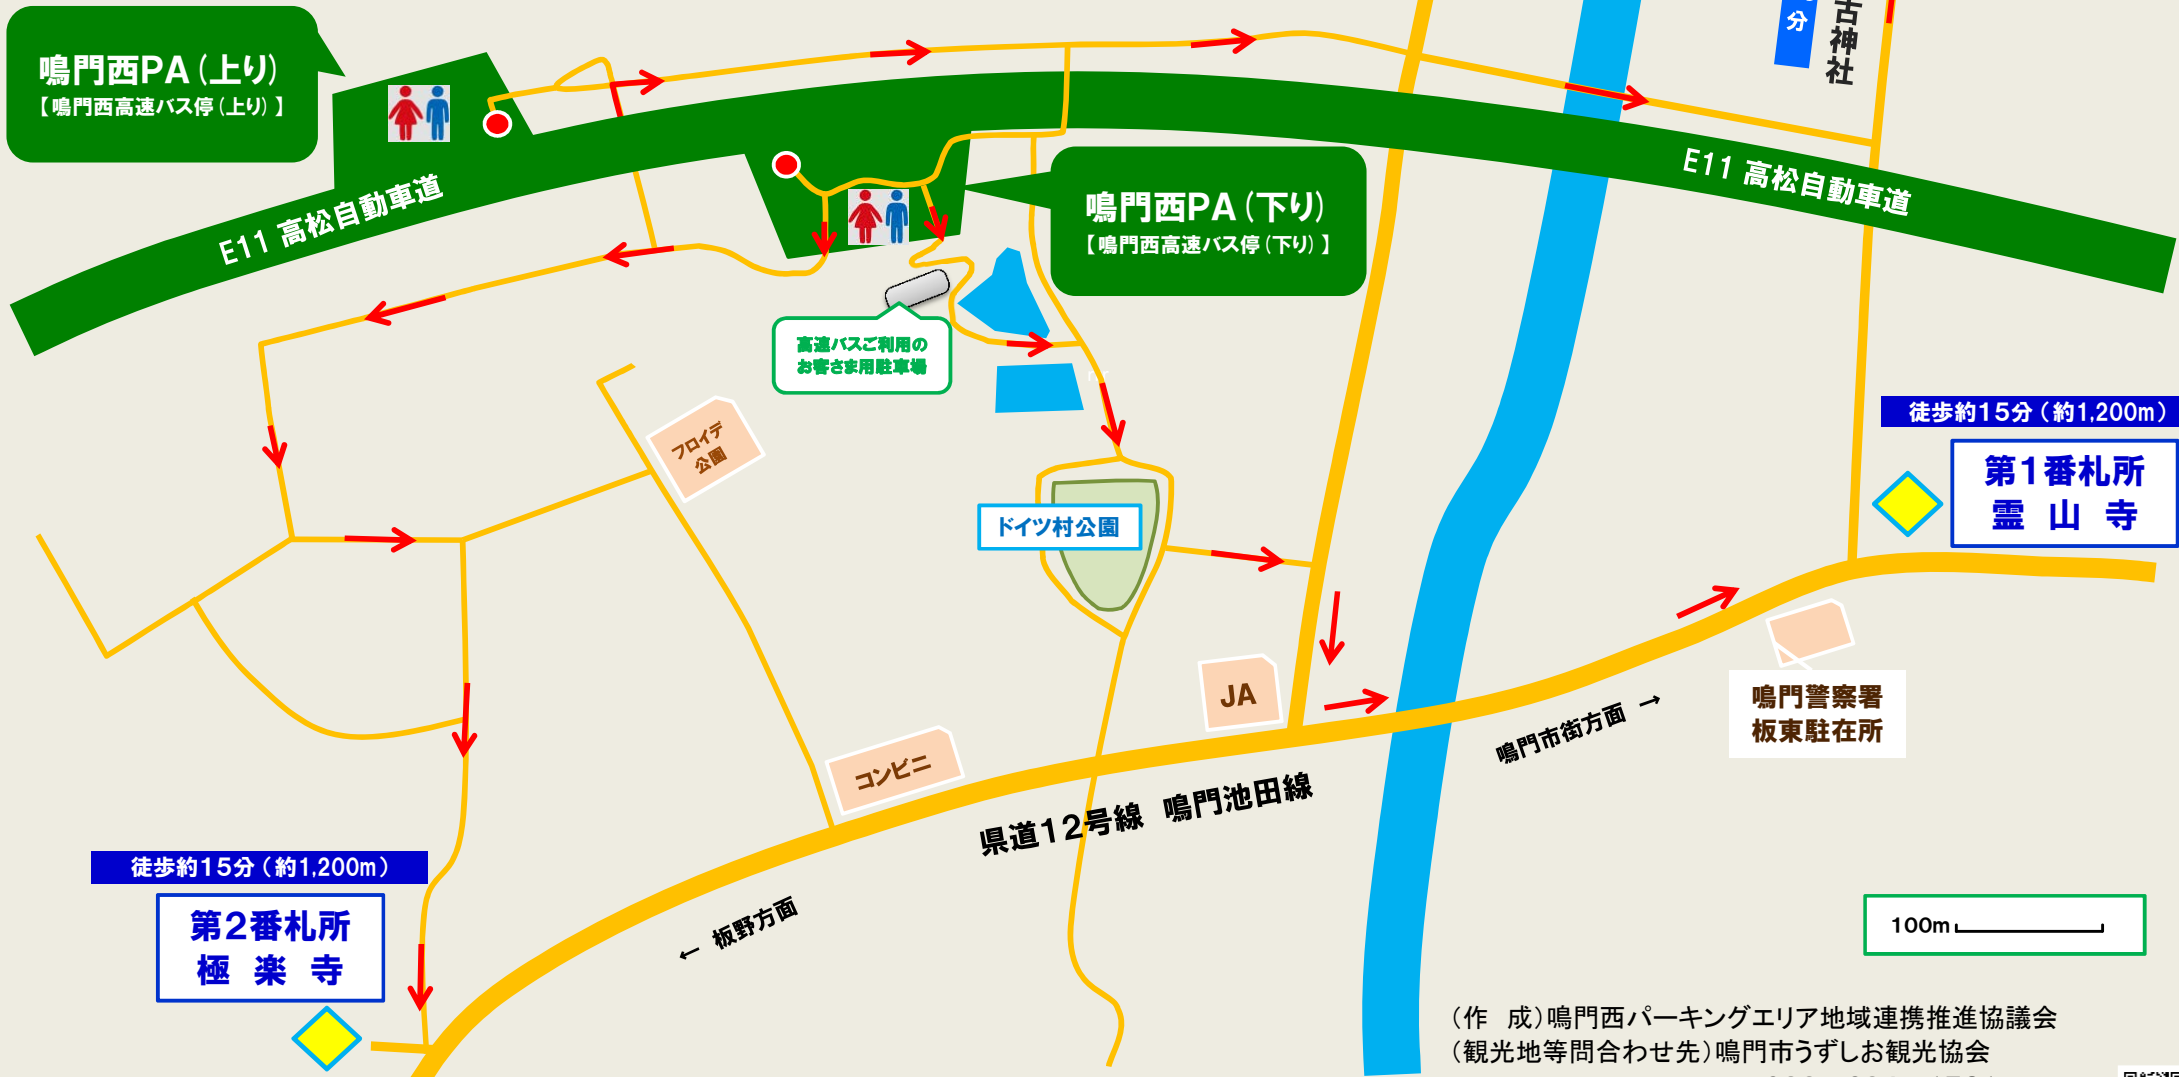 鳴門西PA（上り）
【鳴門西高速バス停（上り）】
分
古神社
E11 高松自動車道
E11 高松自動車道
鳴門西PA（下り）
【鳴門西高速バス停（下り）】
高速バスご利用の
お客さま用駐車場
フロイデ
公園
徒歩約15分（約1,200m）
第1番札所
霊 山 寺
ドイツ村公園
JA
鳴門警察署
板東駐在所
鳴門市街方面 →
コンビニ
県道12号線 鳴門池田線
徒歩約15分（約1,200m）
第2番札所
極 楽 寺
← 板野方面
100m
（作 成）鳴門西パーキングエリア地域連携推進協議会
（観光地等問合わせ先）鳴門市うずしお観光協会